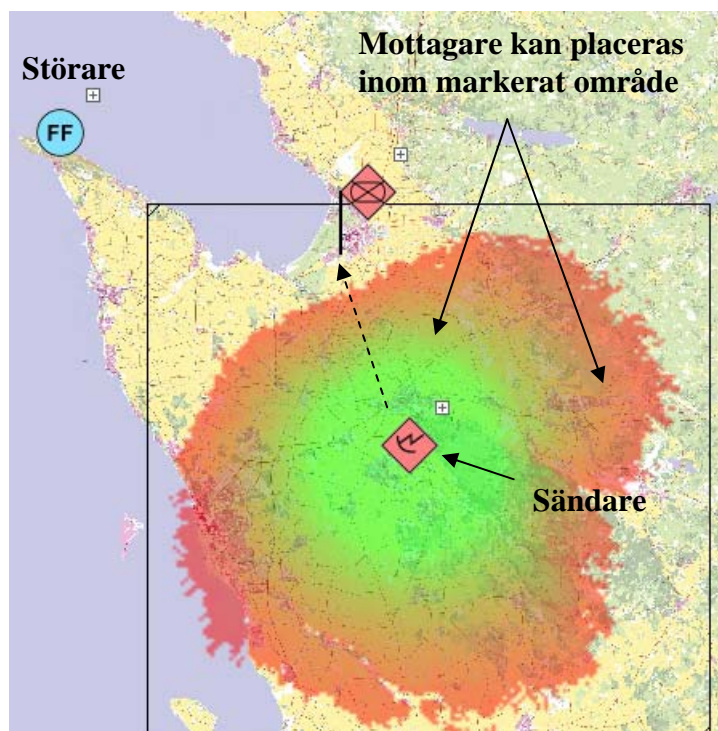 Störare
Mottagare kan placeras
inom markerat område
FF
Sändare